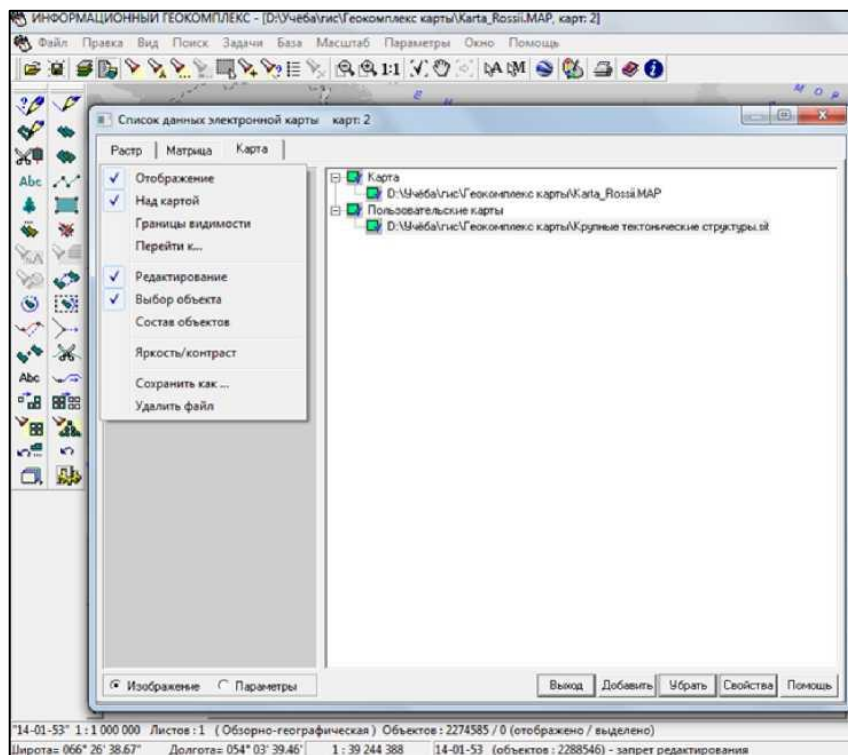 ИНФОРМАЦИОННЫЙ ГЕОКОМПЛЕКС - [D:\Учёба\гис\Геокомплекс карты\Karta_Rossii.MAP, карт: 2]
Файл Правка Вид Поиск Задачи База Масштаб Параметры Окно Помощь
1:1
М О Р
Список данных электронной карты карт: 2
Растр Матрица Карта
Отображение
Над картой
Границы видимости
Перейти к...
Редактирование
Выбор объекта
Состав объектов
Яркость/контраст
Сохранить как ...
Удалить файл
Карта
D:\Учёба\гис\Геокомплекс карты\Karta_Rossii.MAP
Пользовательские карты
D:\Учёба\гис\Геокомплекс карты\Крупные тектонические структуры.sit
Abc
Abc
Изображение Параметры
Выход Добавить Убрать Свойства Помощь
"14-01-53" 1:1 000 000 Листов : 1 ( Обзорно-географическая ) Объектов : 2274585 / 0 (отображено / выделено)
Широта= 066° 26' 38.67" Долгота= 054° 03' 39.46' 1 : 39 244 388 14-01-53 (объектов : 2288546) - запрет редактирования